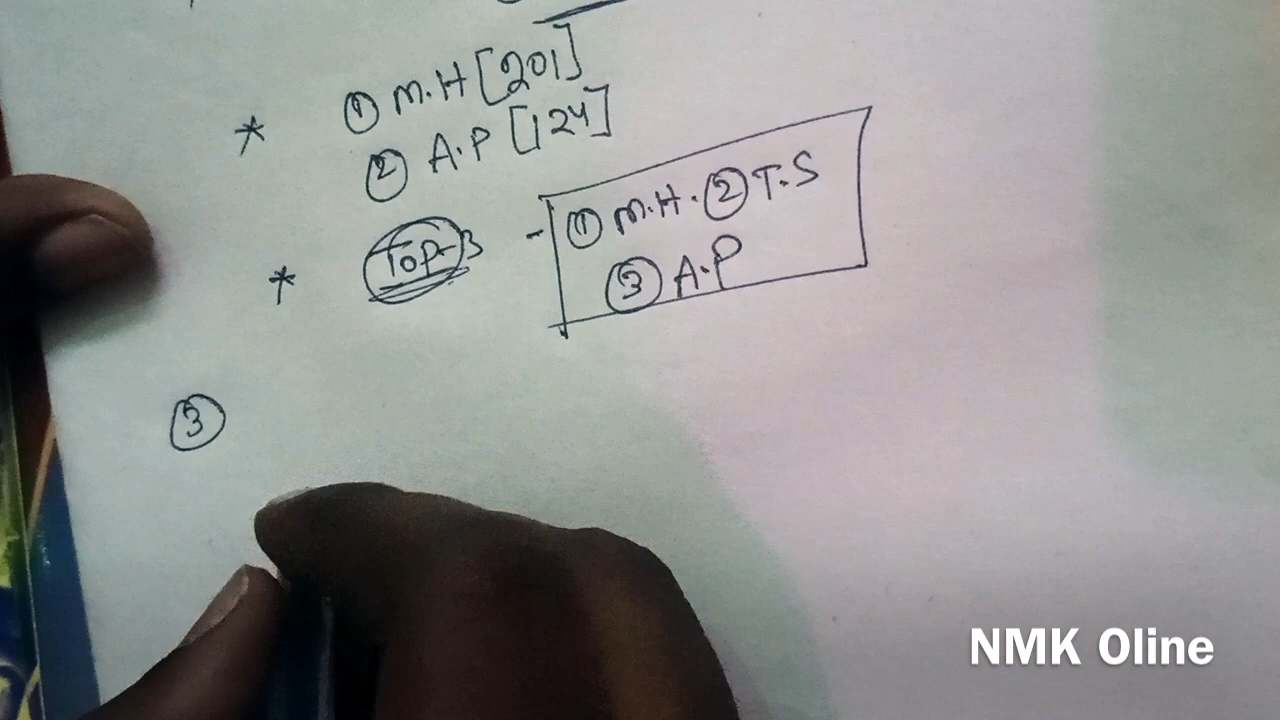 * ① M.H [201]
② A.P [124]
* Top-3 - ① M.H. ② T.S
③ A.P
③
NMK Oline